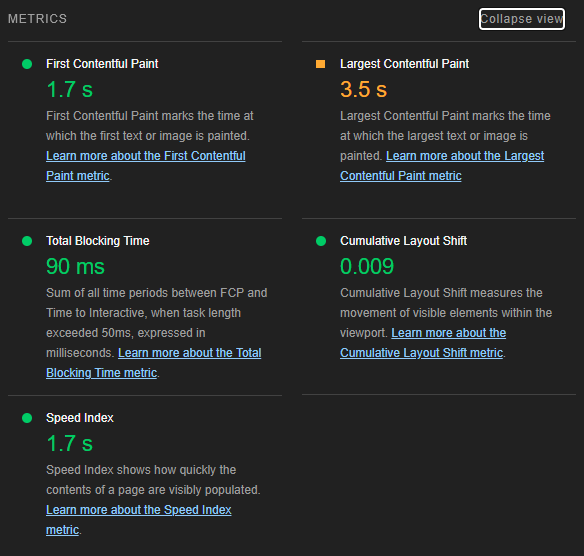 METRICS
Collapse view
First Contentful Paint
1.7 s
First Contentful Paint marks the time at
which the first text or image is painted.
Learn more about the First Contentful
Paint metric.
Largest Contentful Paint
3.5 s
Largest Contentful Paint marks the time
at which the largest text or image is
painted. Learn more about the Largest
Contentful Paint metric
Total Blocking Time
90 ms
Sum of all time periods between FCP and
Time to Interactive, when task length
exceeded 50ms, expressed in
milliseconds. Learn more about the Total
Blocking Time metric.
Cumulative Layout Shift
0.009
Cumulative Layout Shift measures the
movement of visible elements within the
viewport. Learn more about the
Cumulative Layout Shift metric.
Speed Index
1.7 s
Speed Index shows how quickly the
contents of a page are visibly populated.
Learn more about the Speed Index
metric.